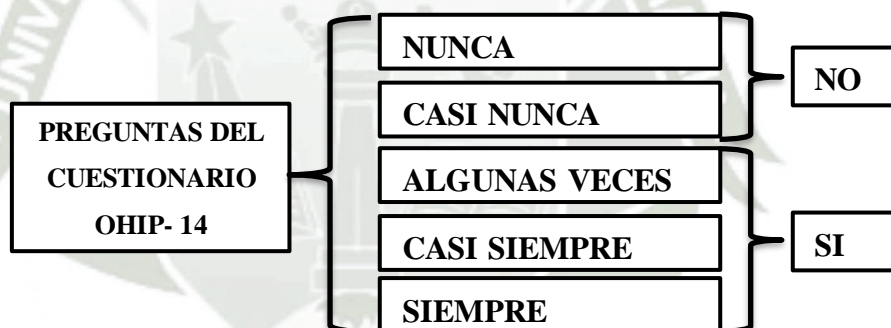 PREGUNTAS DEL
CUESTIONARIO
OHIP- 14
NUNCA
CASI NUNCA
ALGUNAS VECES
CASI SIEMPRE
SIEMPRE
NO
SI